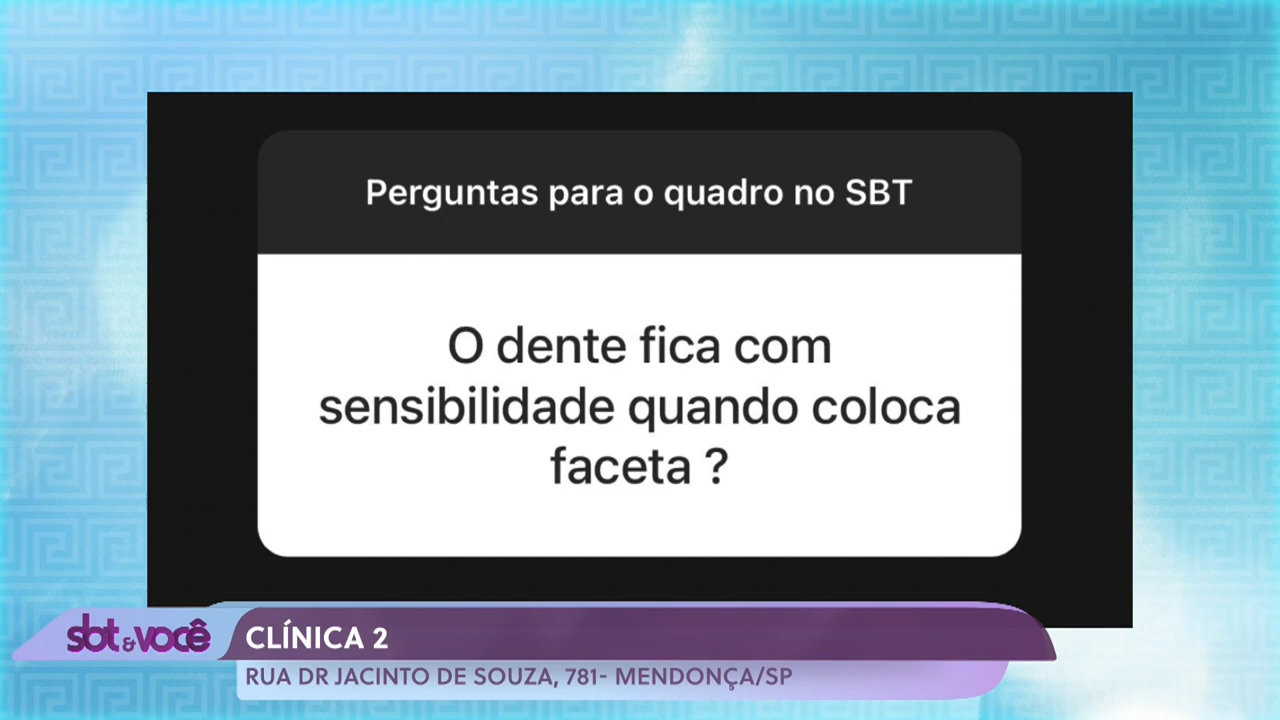 Perguntas para o quadro no SBT
O dente fica com
sensibilidade quando coloca
faceta ?
sbt&você
CLÍNICA 2
RUA DR JACINTO DE SOUZA, 781- MENDONÇA/SP